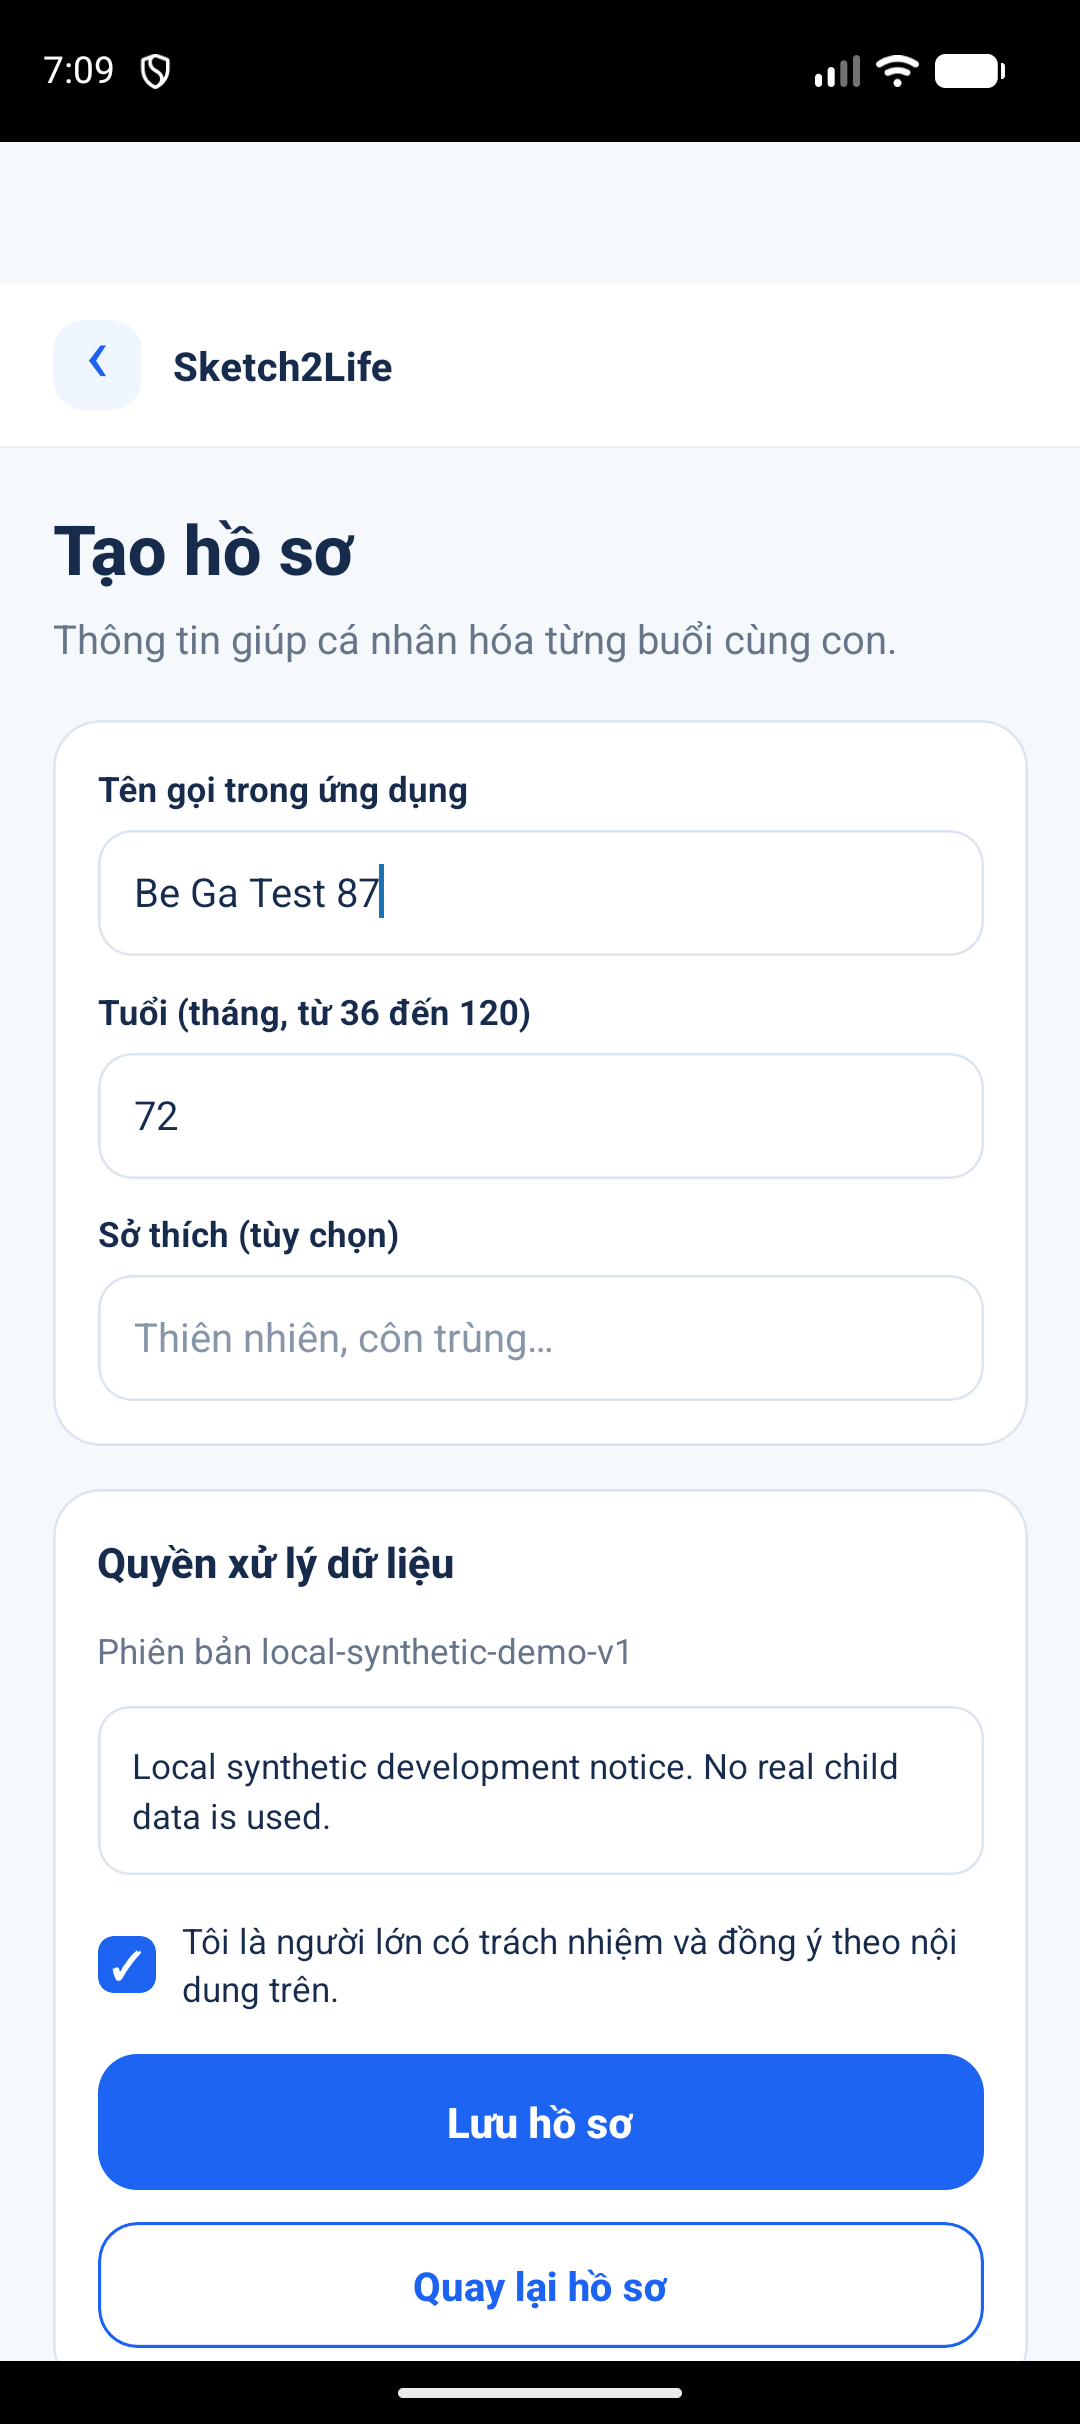 7:09
Sketch2Life
Tạo hồ sơ
Thông tin giúp cá nhân hóa từng buổi cùng con.
Tên gọi trong ứng dụng
Be Ga Test 87
Tuổi (tháng, từ 36 đến 120)
72
Sở thích (tùy chọn)
Thiên nhiên, côn trùng...
Quyền xử lý dữ liệu
Phiên bản local-synthetic-demo-v1
Local synthetic development notice. No real child
data is used.
Tôi là người lớn có trách nhiệm và đồng ý theo nội
dung trên.
Lưu hồ sơ
Quay lại hồ sơ